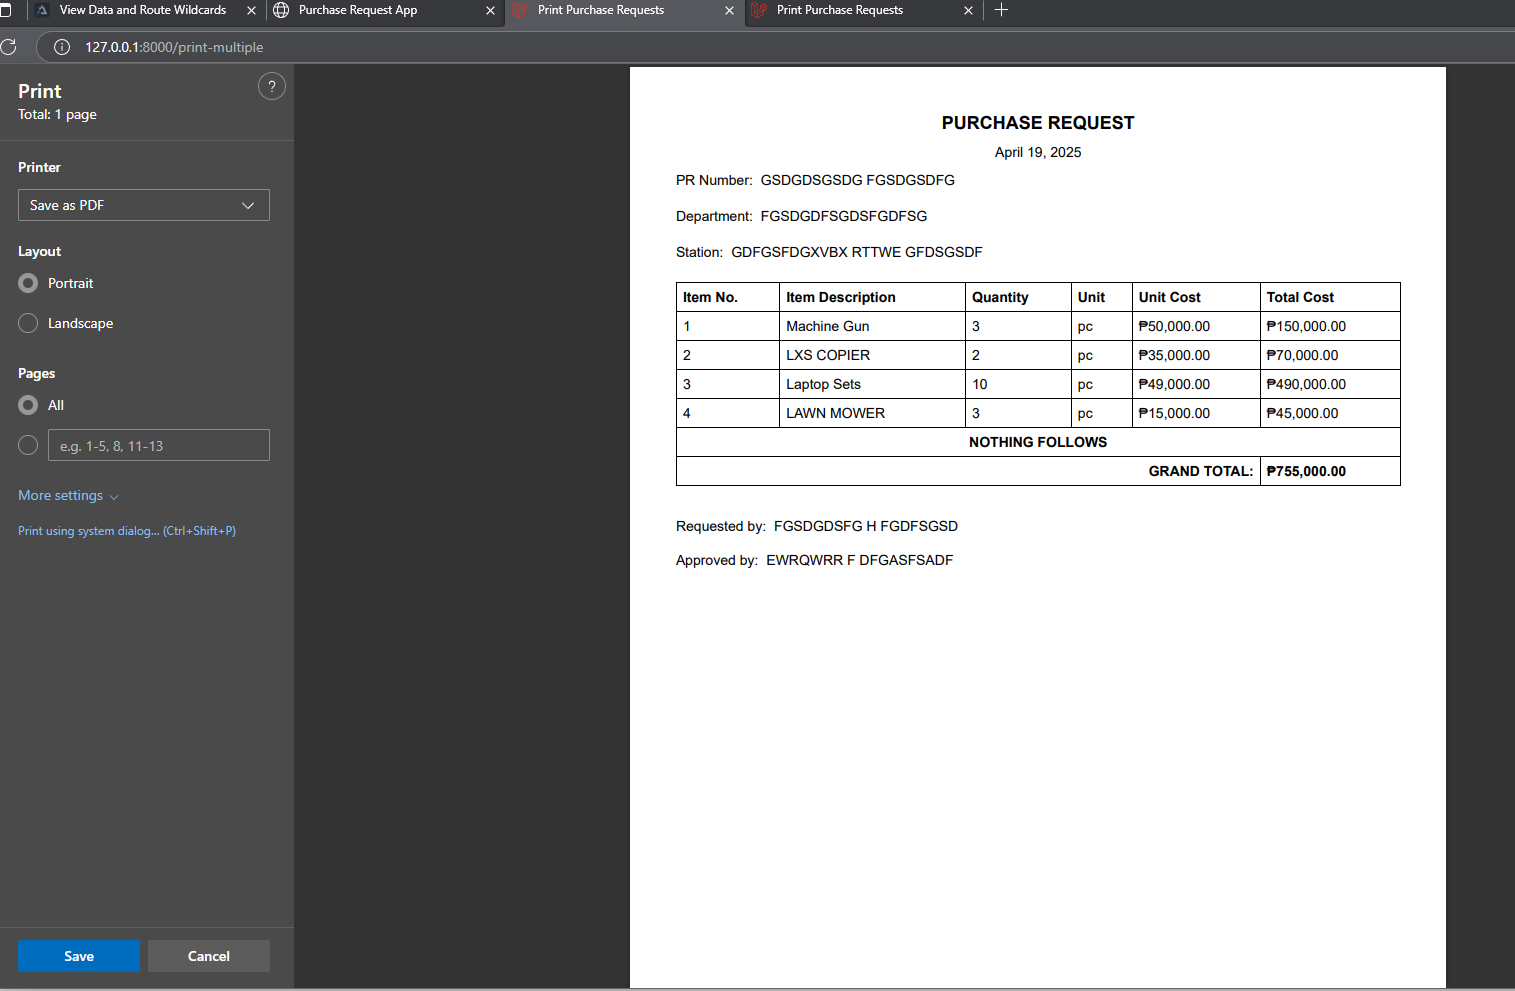 View Data and Route Wildcards
Purchase Request App
Print Purchase Requests
Print Purchase Requests
127.0.0.1:8000/print-multiple
Print
?
Total: 1 page
Printer
Save as PDF
Layout
Portrait
Landscape
Pages
All
e.g. 1-5, 8, 11-13
More settings
Print using system dialog... (Ctrl+Shift+P)
Save Cancel
PURCHASE REQUEST
April 19, 2025
PR Number: GSDGDSGSDG FGSDGSDFG
Department: FGSDGDFSGDSFGDFSG
Station: GDFGSFDGXVBX RTTWE GFDSGSDF
Item No. Item Description Quantity Unit Unit Cost Total Cost
1 Machine Gun 3 pc ₱50,000.00 ₱150,000.00
2 LXS COPIER 2 pc ₱35,000.00 ₱70,000.00
3 Laptop Sets 10 pc ₱49,000.00 ₱490,000.00
4 LAWN MOWER 3 pc ₱15,000.00 ₱45,000.00
NOTHING FOLLOWS
GRAND TOTAL: ₱755,000.00
Requested by: FGSDGDSFG H FGDFSGSD
Approved by: EWRQWRR F DFGASFSADF